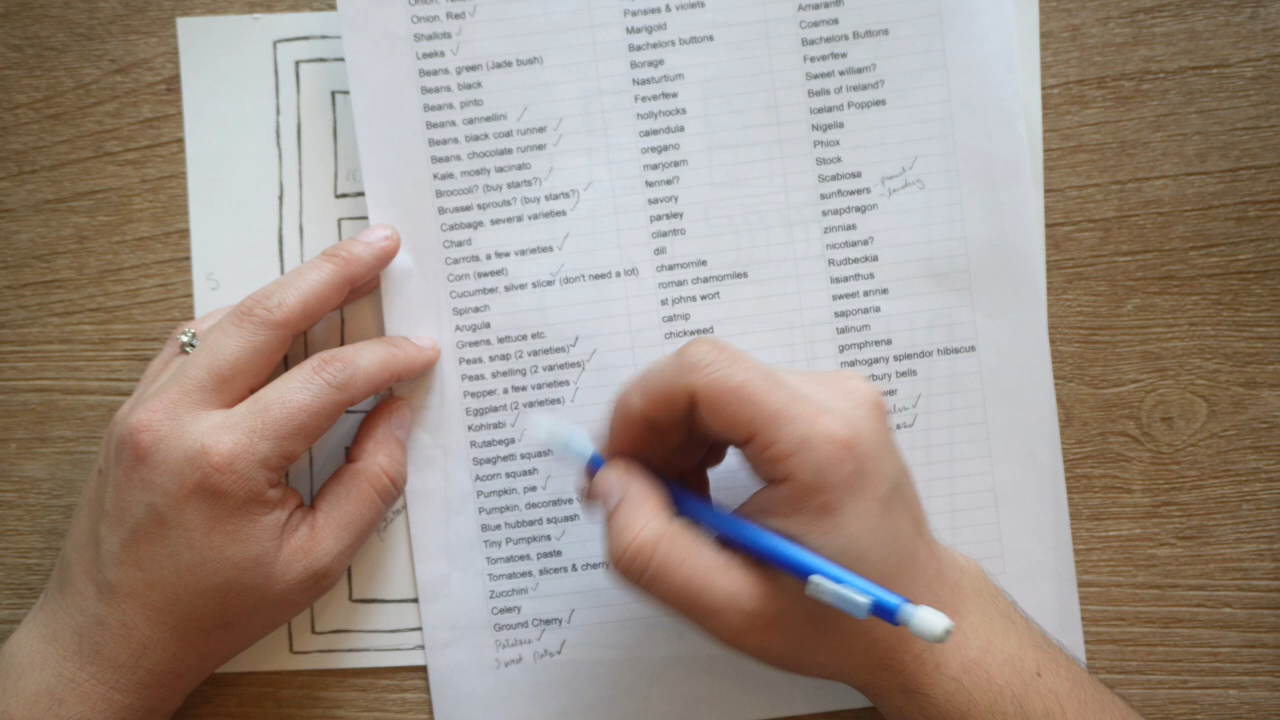 Onion, Red ✓
Shallots ✓
Leeks ✓
Beans, green (Jade bush)
Beans, black
Beans, pinto
Beans, cannellini ✓
Beans, black coat runner ✓
Beans, chocolate runner ✓
Kale, mostly lacinato
Broccoli? (buy starts?) ✓
Brussel sprouts? (buy starts?) ✓
Cabbage, several varieties ✓
Chard
Carrots, a few varieties ✓
Corn (sweet)
Cucumber, silver slicer (don't need a lot) ✓
Spinach
Arugula
Greens, lettuce etc.
Peas, snap (2 varieties) ✓
Peas, shelling (2 varieties) ✓
Pepper, a few varieties ✓
Eggplant (2 varieties) ✓
Kohlrabi ✓
Rutabega ✓
Spaghetti squash
Acorn squash
Pumpkin, pie ✓
Pumpkin, decorative ✓
Blue hubbard squash
Tiny Pumpkins ✓
Tomatoes, paste
Tomatoes, slicers & cherry
Zucchini ✓
Celery
Ground Cherry ✓
Potatoes ✓
Sweet Pots ✓
Pansies & violets
Marigold
Bachelors buttons
Borage
Nasturtium
Feverfew
hollyhocks
calendula
oregano
marjoram
fennel?
savory
parsley
cilantro
dill
chamomile
roman chamomiles
st johns wort
catnip
chickweed
Amaranth
Cosmos
Bachelors Buttons
Feverfew
Sweet william?
Bells of Ireland?
Iceland Poppies
Nigella
Phlox
Stock
Scabiosa
sunflowers
snapdragon
zinnias
nicotiana?
Rudbeckia
lisianthus
sweet annie
saponaria
talinum
gomphrena
mahogany splendor hibiscus
bells
S